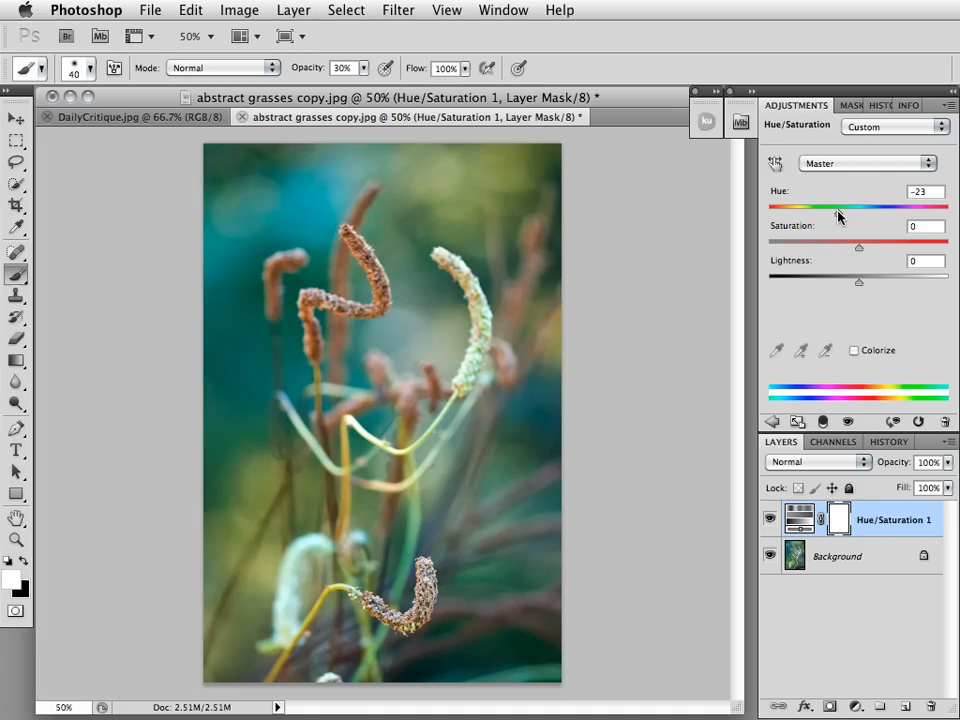 Photoshop File Edit Image Layer Select Filter View Window Help
Ps Br Mb 50%
40 Mode: Normal Opacity: 30% Flow: 100%
abstract grasses copy.jpg @ 50% (Hue/Saturation 1, Layer Mask/8) *
DailyCritique.jpg @ 66.7% (RGB/8) abstract grasses copy.jpg @ 50% (Hue/Saturation 1, Layer Mask/8) *
ku Mb
ADJUSTMENTS MASK HISTO INFO
Hue/Saturation Custom
Master
Hue: -23
Saturation: 0
Lightness: 0
Colorize
LAYERS CHANNELS HISTORY
Normal Opacity: 100%
Lock: Fill: 100%
Hue/Saturation 1
Background
T
fx
50% Doc: 2.51M/2.51M